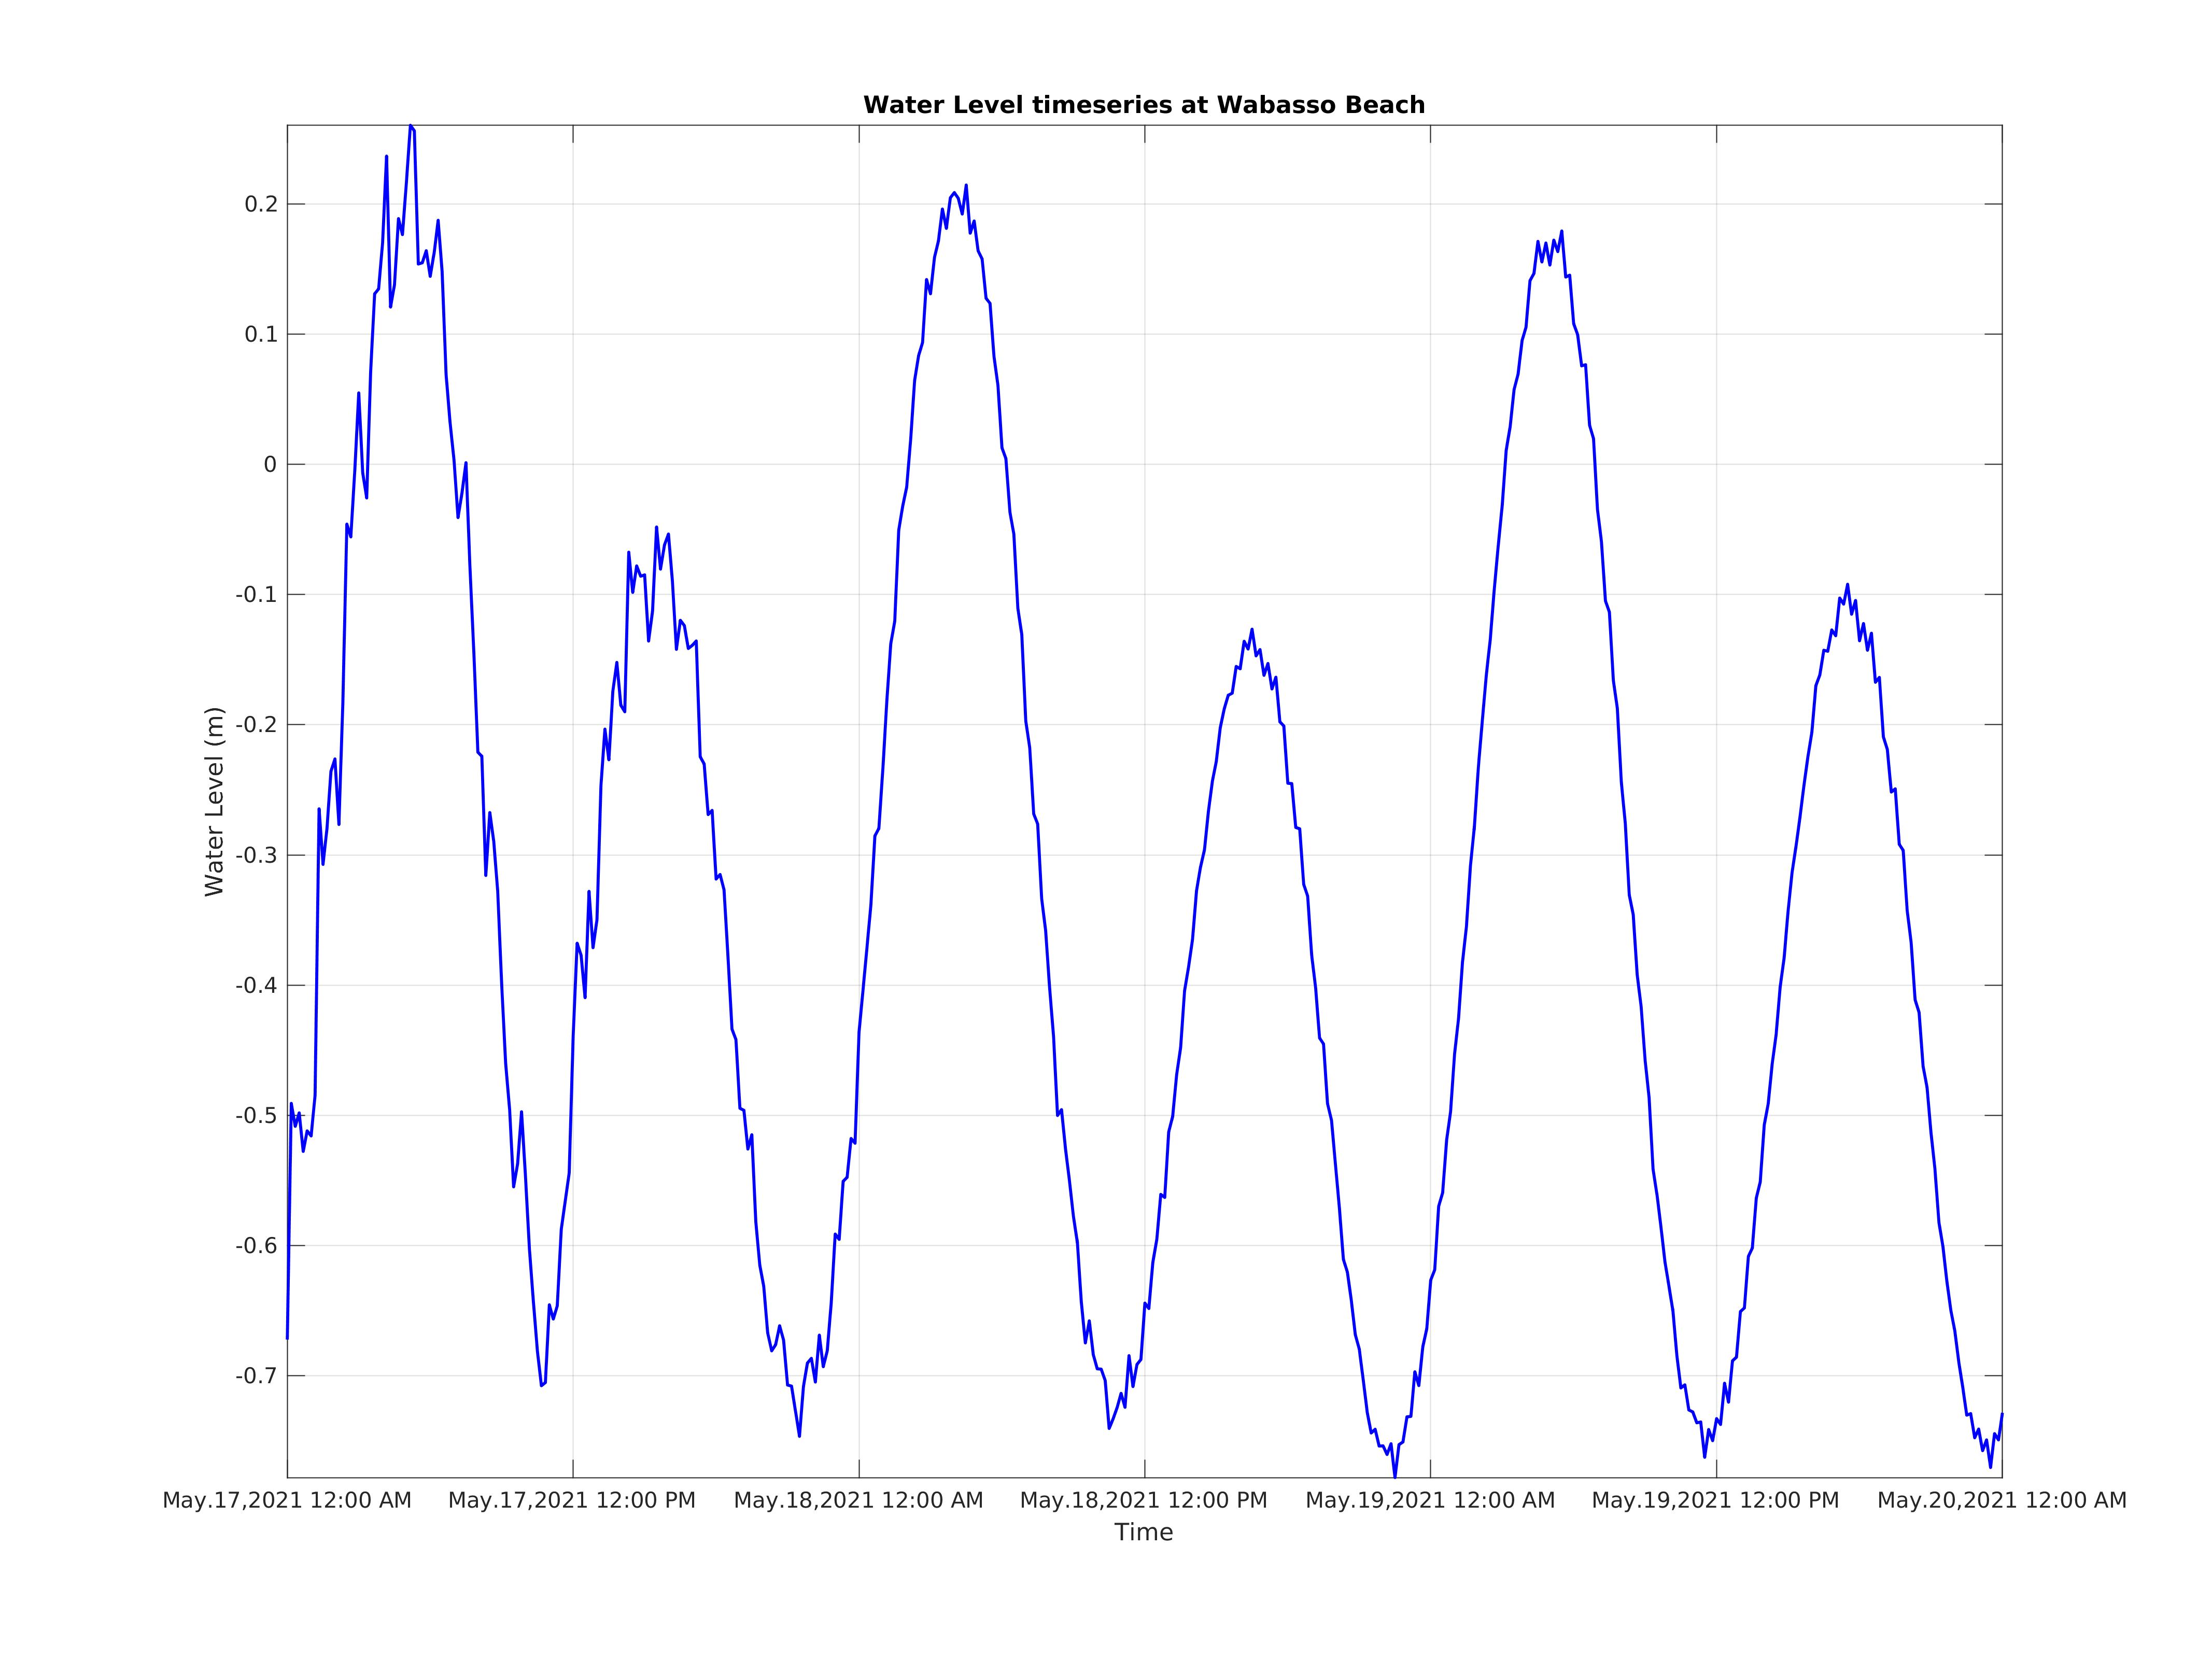 Water Level timeseries at Wabasso Beach
0.2
0.1
0
-0.1
-0.2
-0.3
-0.4
-0.5
-0.6
-0.7
Water Level (m)
May.17,2021 12:00 AM May.17,2021 12:00 PM May.18,2021 12:00 AM May.18,2021 12:00 PM May.19,2021 12:00 AM May.19,2021 12:00 PM May.20,2021 12:00 AM
Time